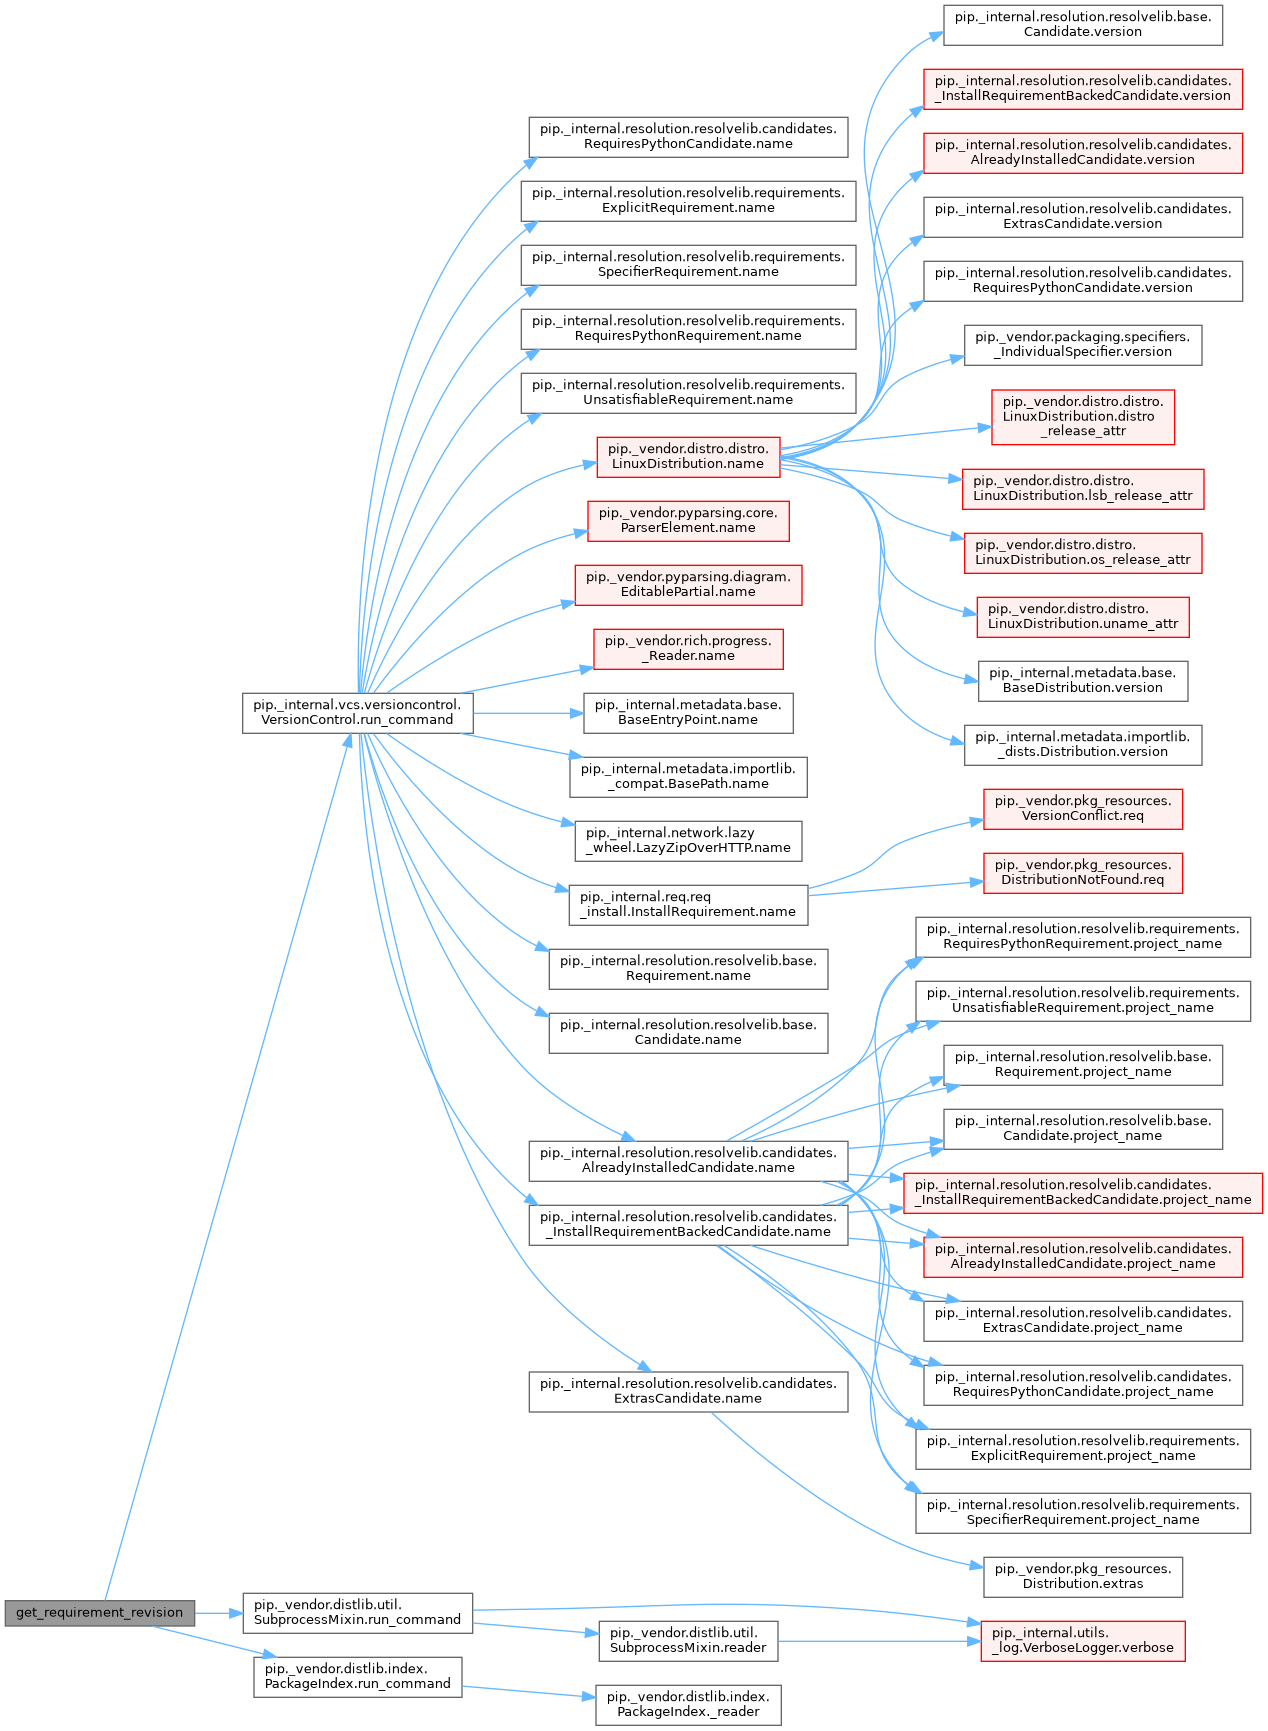 pip._internal.resolution.resolvelib.base.
Candidate.version
pip._internal.resolution.resolvelib.candidates.
_InstallRequirementBackedCandidate.version
pip._internal.resolution.resolvelib.candidates.
RequiresPythonCandidate.name
pip._internal.resolution.resolvelib.candidates.
AlreadyInstalledCandidate.version
pip._internal.resolution.resolvelib.requirements.
ExplicitRequirement.name
pip._internal.resolution.resolvelib.candidates.
ExtrasCandidate.version
pip._internal.resolution.resolvelib.requirements.
SpecifierRequirement.name
pip._internal.resolution.resolvelib.candidates.
RequiresPythonCandidate.version
pip._internal.resolution.resolvelib.requirements.
RequiresPythonRequirement.name
pip._vendor.packaging.specifiers.
_IndividualSpecifier.version
pip._internal.resolution.resolvelib.requirements.
UnsatisfiableRequirement.name
pip._vendor.distro.distro.
LinuxDistribution.distro
_release_attr
pip._vendor.distro.distro.
LinuxDistribution.name
pip._vendor.distro.distro.
LinuxDistribution.lsb_release_attr
pip._vendor.pyparsing.core.
ParserElement.name
pip._vendor.distro.distro.
LinuxDistribution.os_release_attr
pip._vendor.pyparsing.diagram.
EditablePartial.name
pip._vendor.distro.distro.
LinuxDistribution.uname_attr
pip._vendor.rich.progress.
_Reader.name
pip._internal.metadata.base.
BaseDistribution.version
pip._internal.vcs.versioncontrol.
VersionControl.run_command
pip._internal.metadata.base.
BaseEntryPoint.name
pip._internal.metadata.importlib.
_dists.Distribution.version
pip._internal.metadata.importlib.
_compat.BasePath.name
pip._vendor.pkg_resources.
VersionConflict.req
pip._internal.network.lazy
_wheel.LazyZipOverHTTP.name
pip._vendor.pkg_resources.
DistributionNotFound.req
pip._internal.req.req
_install.InstallRequirement.name
pip._internal.resolution.resolvelib.requirements.
RequiresPythonRequirement.project_name
pip._internal.resolution.resolvelib.base.
Requirement.name
pip._internal.resolution.resolvelib.requirements.
UnsatisfiableRequirement.project_name
pip._internal.resolution.resolvelib.base.
Candidate.name
pip._internal.resolution.resolvelib.base.
Requirement.project_name
pip._internal.resolution.resolvelib.base.
Candidate.project_name
pip._internal.resolution.resolvelib.candidates.
AlreadyInstalledCandidate.name
pip._internal.resolution.resolvelib.candidates.
_InstallRequirementBackedCandidate.project_name
pip._internal.resolution.resolvelib.candidates.
_InstallRequirementBackedCandidate.name
pip._internal.resolution.resolvelib.candidates.
AlreadyInstalledCandidate.project_name
pip._internal.resolution.resolvelib.candidates.
ExtrasCandidate.project_name
pip._internal.resolution.resolvelib.candidates.
RequiresPythonCandidate.project_name
pip._internal.resolution.resolvelib.candidates.
ExtrasCandidate.name
pip._internal.resolution.resolvelib.requirements.
ExplicitRequirement.project_name
pip._internal.resolution.resolvelib.requirements.
SpecifierRequirement.project_name
pip._vendor.pkg_resources.
Distribution.extras
get_requirement_revision
pip._vendor.distlib.util.
SubprocessMixin.run_command
pip._vendor.distlib.util.
SubprocessMixin.reader
pip._internal.utils.
_log.VerboseLogger.verbose
pip._vendor.distlib.index.
PackageIndex.run_command
pip._vendor.distlib.index.
PackageIndex._reader